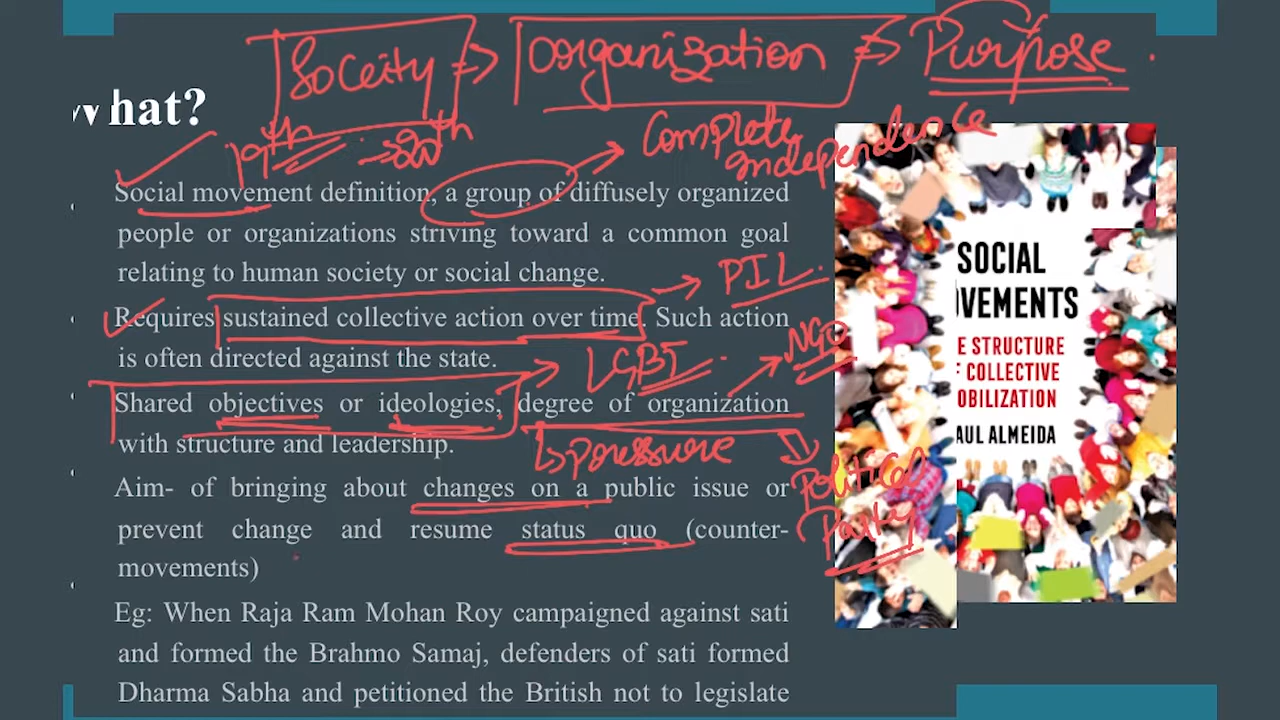 Soceity => Organization => Purpose.
What?
19th -> 20th
Complete
independence
Social movement definition, a group of diffusely organized
people or organizations striving toward a common goal
relating to human society or social change.
PIL.
Requires sustained collective action over time. Such action
is often directed against the state.
LGBT
NGO
Shared objectives or ideologies, degree of organization
with structure and leadership.
pressure
Political
Party
Aim- of bringing about changes on a public issue or
prevent change and resume status quo (counter-
movements)
Eg: When Raja Ram Mohan Roy campaigned against sati
and formed the Brahmo Samaj, defenders of sati formed
Dharma Sabha and petitioned the British not to legislate
SOCIAL
OVEMENTS
E STRUCTURE
F COLLECTIVE
OBILIZATION
AUL ALMEIDA